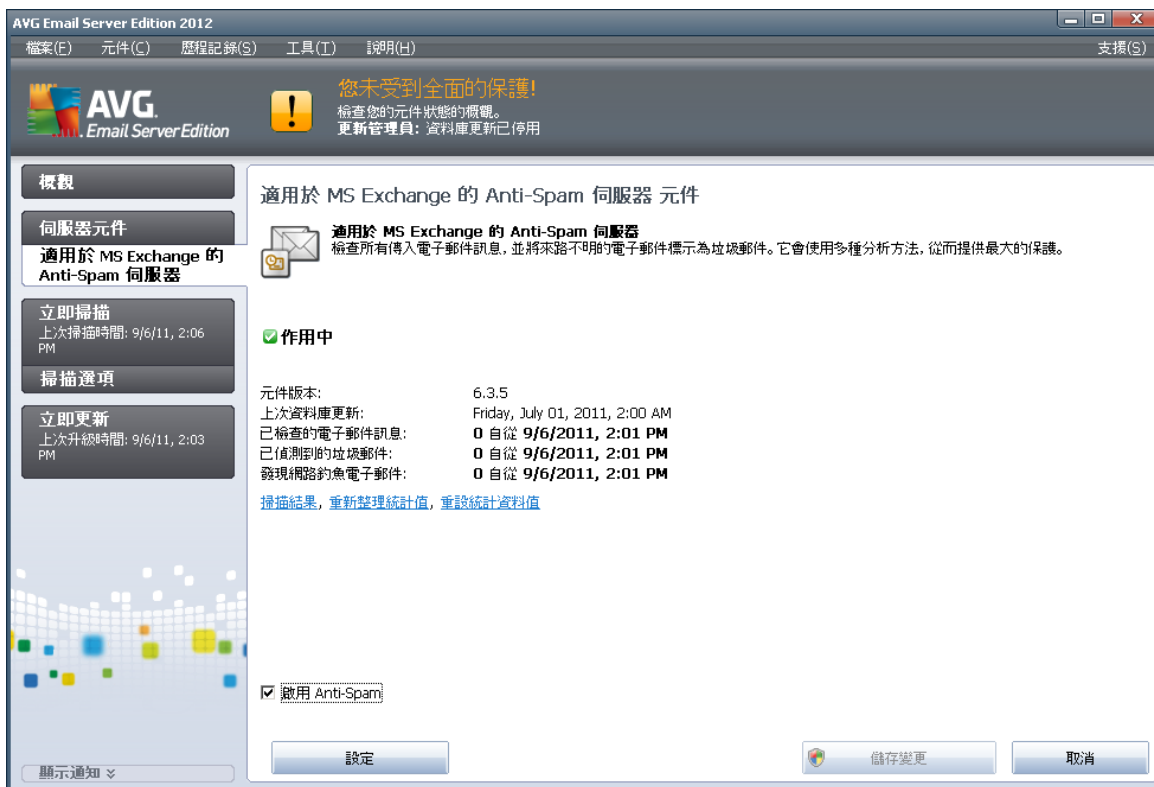 AVG Email Server Edition 2012
檔案(F) 元件(C) 歷程記錄(S) 工具(T) 說明(H) 支援(S)
AVG.
Email Server Edition
您未受到全面的保護!
檢查您的元件狀態的概觀。
更新管理員: 資料庫更新已停用
概觀
伺服器元件
適用於 MS Exchange 的
Anti-Spam 伺服器
立即掃描
上次掃描時間: 9/6/11, 2:06
PM
掃描選項
立即更新
上次升級時間: 9/6/11, 2:03
PM
顯示通知
適用於 MS Exchange 的 Anti-Spam 伺服器 元件
適用於 MS Exchange 的 Anti-Spam 伺服器
檢查所有傳入電子郵件訊息, 並將來路不明的電子郵件標示為垃圾郵件。它會使用多種分析方法, 從而提供最大的保護。
作用中
元件版本: 6.3.5
上次資料庫更新: Friday, July 01, 2011, 2:00 AM
已檢查的電子郵件訊息: 0 自從 9/6/2011, 2:01 PM
已偵測到的垃圾郵件: 0 自從 9/6/2011, 2:01 PM
發現網路釣魚電子郵件: 0 自從 9/6/2011, 2:01 PM
掃描結果, 重新整理統計值, 重設統計資料值
啟用 Anti-Spam
設定 儲存變更 取消